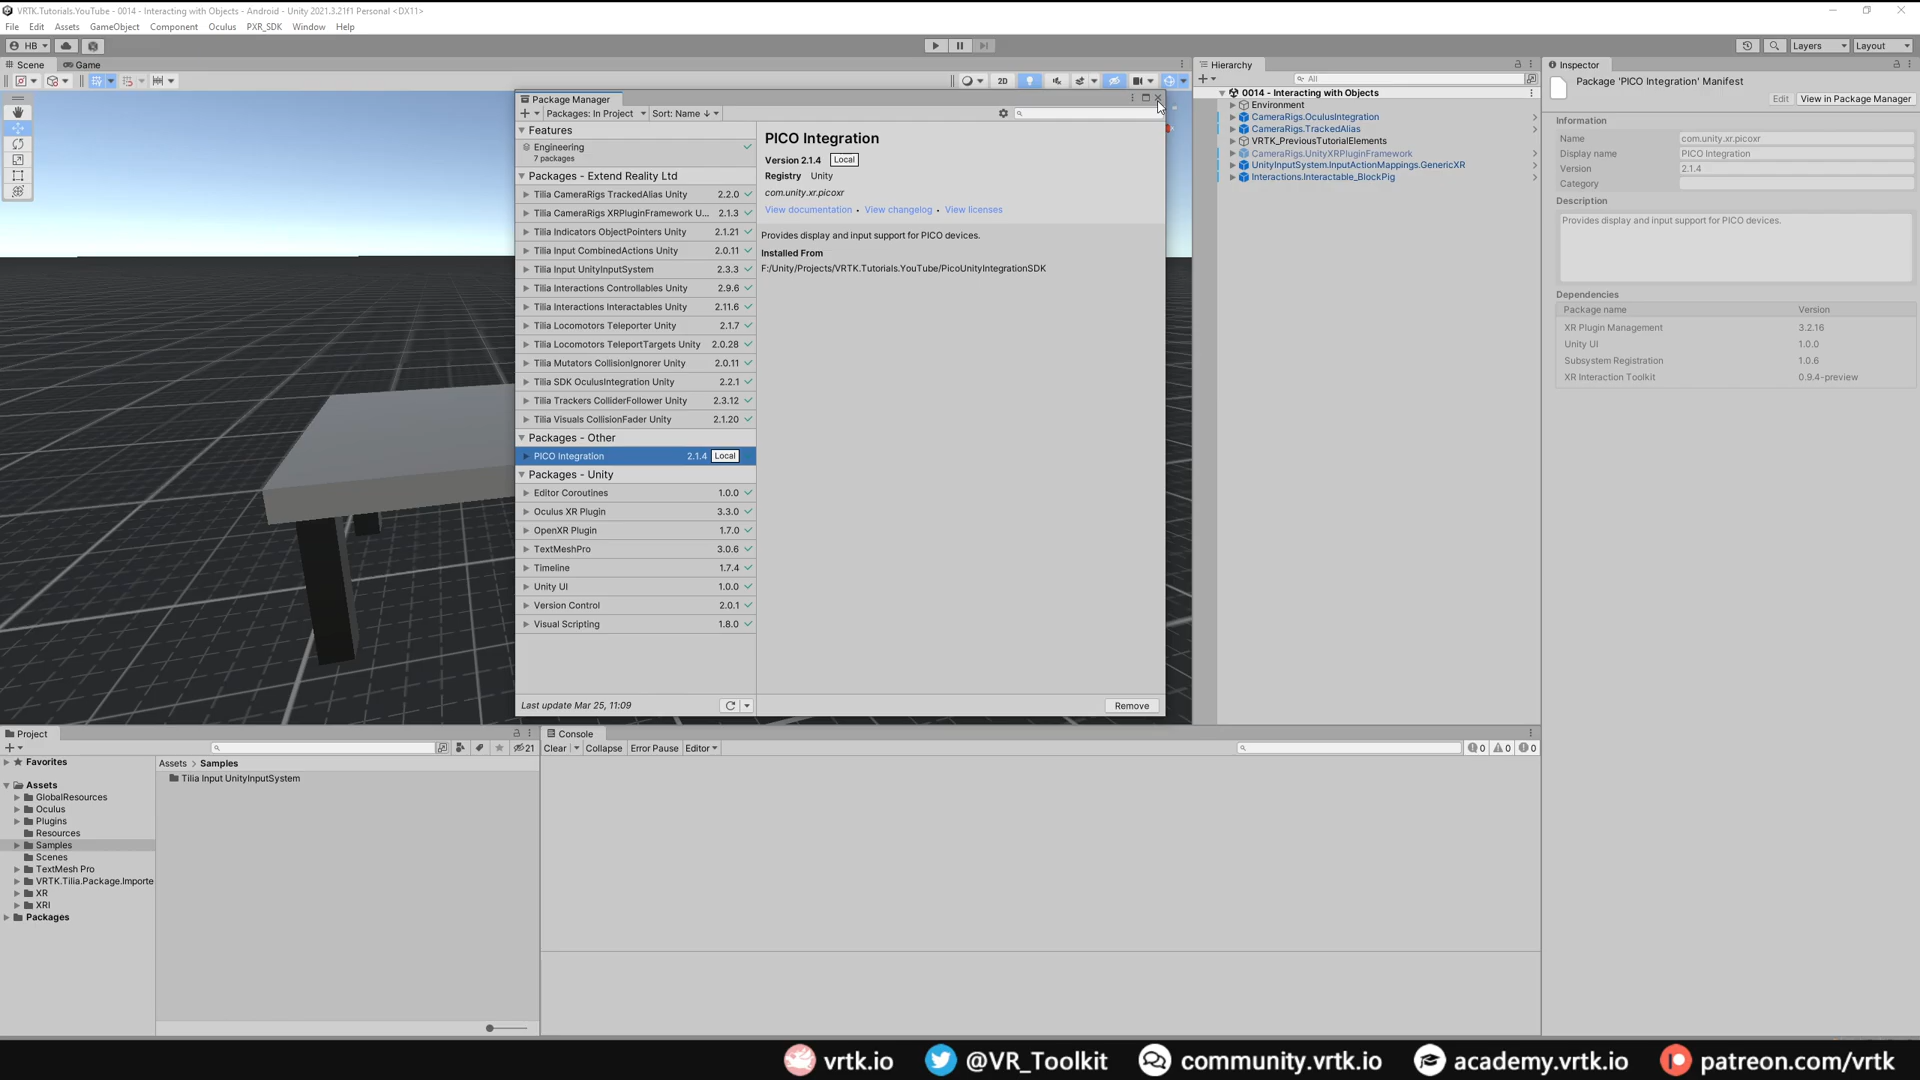 VRTK.Tutorials.YouTube - 0014 - Interacting with Objects - Android - Unity 2021.3.21f1 Personal <DX11>
File Edit Assets GameObject Component Oculus PXR_SDK Window Help
HB Layers Layout
Scene Game Hierarchy Inspector
2D All
Package 'PICO Integration' Manifest
Edit View in Package Manager
Package Manager
Packages: In Project Sort: Name ↓
Features
Engineering
7 packages
Packages - Extend Reality Ltd
Tilia CameraRigs TrackedAlias Unity 2.2.0
Tilia CameraRigs XRPluginFramework U... 2.1.3
Tilia Indicators ObjectPointers Unity 2.1.21
Tilia Input CombinedActions Unity 2.0.11
Tilia Input UnityInputSystem 2.3.3
Tilia Interactions Controllables Unity 2.9.6
Tilia Interactions Interactables Unity 2.11.6
Tilia Locomotors Teleporter Unity 2.1.7
Tilia Locomotors TeleportTargets Unity 2.0.28
Tilia Mutators CollisionIgnorer Unity 2.0.11
Tilia SDK OculusIntegration Unity 2.2.1
Tilia Trackers ColliderFollower Unity 2.3.12
Tilia Visuals CollisionFader Unity 2.1.20
Packages - Other
PICO Integration 2.1.4 Local
Packages - Unity
Editor Coroutines 1.0.0
Oculus XR Plugin 3.3.0
OpenXR Plugin 1.7.0
TextMeshPro 3.0.6
Timeline 1.7.4
Unity UI 1.0.0
Version Control 2.0.1
Visual Scripting 1.8.0
Last update Mar 25, 11:09
PICO Integration
Version 2.1.4 Local
Registry Unity
com.unity.xr.picoxr
View documentation • View changelog • View licenses
Provides display and input support for PICO devices.
Installed From
F:/Unity/Projects/VRTK.Tutorials.YouTube/PicoUnityIntegrationSDK
Remove
0014 - Interacting with Objects
Environment
CameraRigs.OculusIntegration
CameraRigs.TrackedAlias
VRTK_PreviousTutorialElements
CameraRigs.UnityXRPluginFramework
UnityInputSystem.InputActionMappings.GenericXR
Interactions.Interactable_BlockPig
Information
Name com.unity.xr.picoxr
Display name PICO Integration
Version 2.1.4
Category
Description
Provides display and input support for PICO devices.
Dependencies
Package name Version
XR Plugin Management 3.2.16
Unity UI 1.0.0
Subsystem Registration 1.0.6
XR Interaction Toolkit 0.9.4-preview
Project
21
Favorites
Assets
GlobalResources
Oculus
Plugins
Resources
Samples
Scenes
TextMesh Pro
VRTK.Tilia.Package.Importe
XR
XRI
Packages
Assets > Samples
Tilia Input UnityInputSystem
Console
Clear Collapse Error Pause Editor 0 0 0
vrtk.io @VR_Toolkit community.vrtk.io academy.vrtk.io patreon.com/vrtk